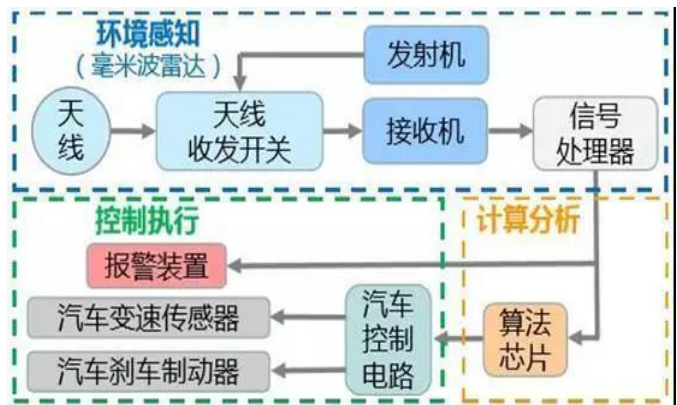 环境感知
（毫米波雷达）
发射机
天
线
天线
收发开关
接收机
信号
处理器
控制执行
计算分析
报警装置
汽车变速传感器
汽车
控制
电路
算法
芯片
汽车刹车制动器